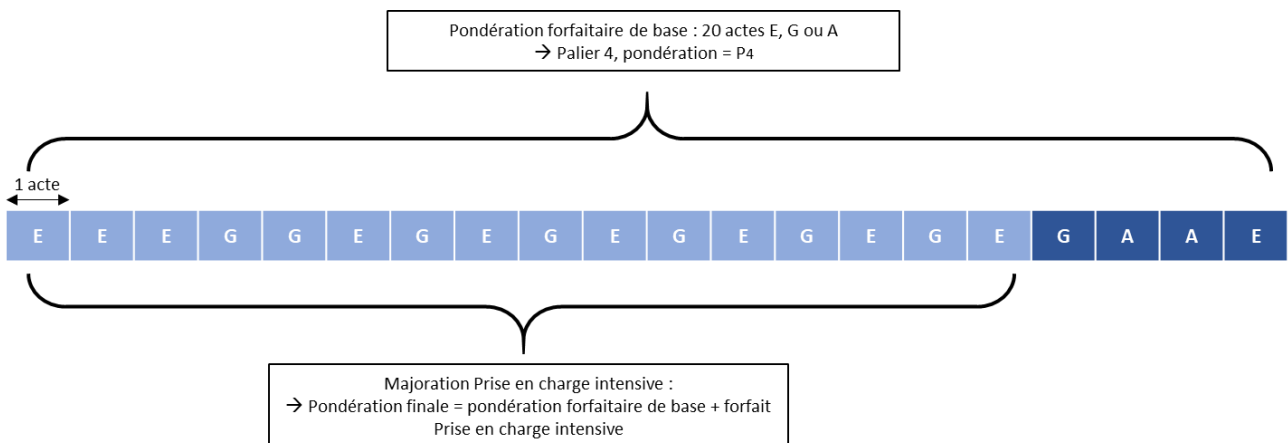 Pondération forfaitaire de base : 20 actes E, G ou A
→ Palier 4, pondération = P4
1 acte
E E E G G E G E G E G E G E G E G A A E
Majoration Prise en charge intensive :
→ Pondération finale = pondération forfaitaire de base + forfait
Prise en charge intensive